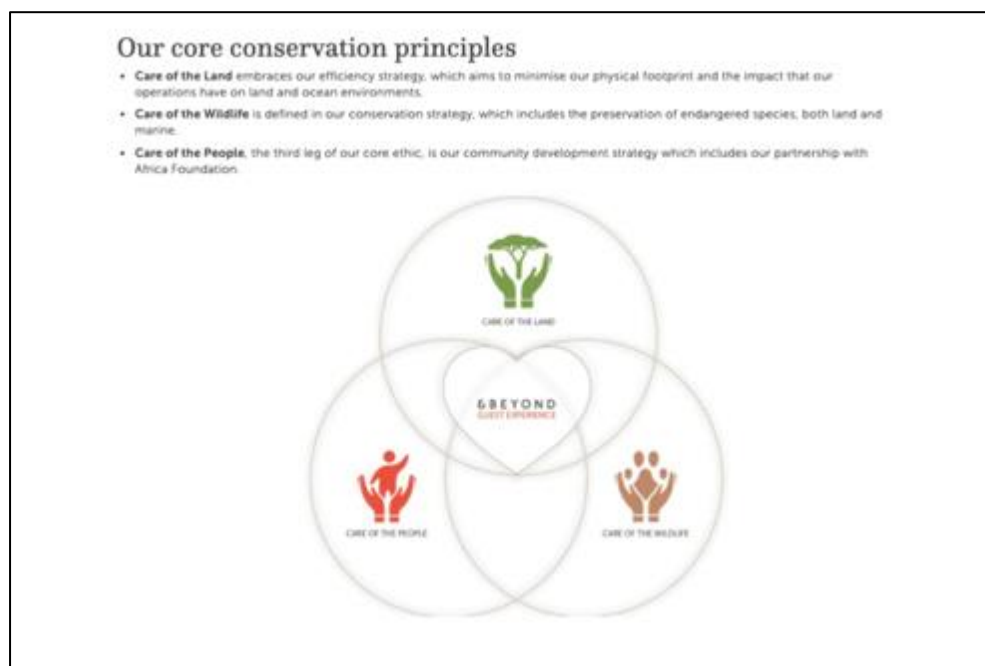 Our core conservation principles
• Care of the Land embraces our efficiency strategy, which aims to minimise our physical footprint and the impact that our
operations have on land and ocean environments.
• Care of the Wildlife is defined in our conservation strategy, which includes the preservation of endangered species, both land and
marine.
• Care of the People, the third leg of our core ethic, is our community development strategy which includes our partnership with
Africa Foundation.
CARE OF THE LAND
&BEYOND
GUEST EXPERIENCE
CARE OF THE PEOPLE
CARE OF THE WILDLIFE